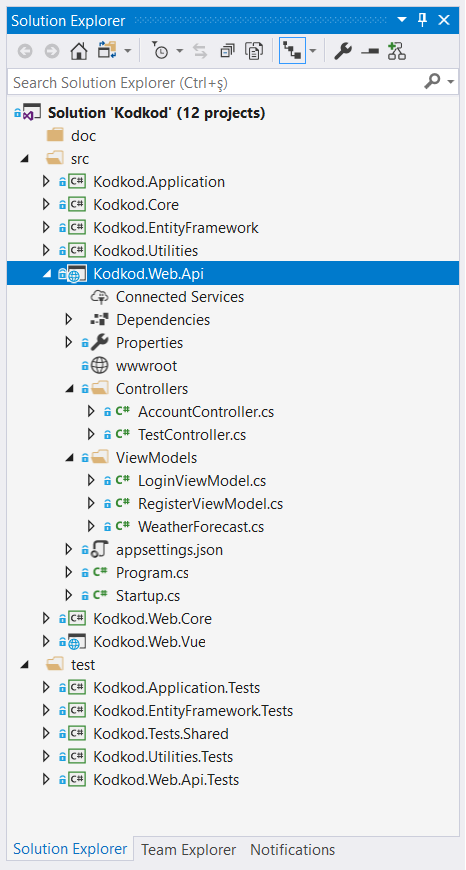 Solution Explorer
Search Solution Explorer (Ctrl+ş)
Solution 'Kodkod' (12 projects)
doc
src
C# Kodkod.Application
C# Kodkod.Core
C# Kodkod.EntityFramework
C# Kodkod.Utilities
Kodkod.Web.Api
Connected Services
Dependencies
Properties
wwwroot
Controllers
C# AccountController.cs
C# TestController.cs
ViewModels
C# LoginViewModel.cs
C# RegisterViewModel.cs
C# WeatherForecast.cs
appsettings.json
C# Program.cs
C# Startup.cs
C# Kodkod.Web.Core
Kodkod.Web.Vue
test
C# Kodkod.Application.Tests
C# Kodkod.EntityFramework.Tests
C# Kodkod.Tests.Shared
C# Kodkod.Utilities.Tests
C# Kodkod.Web.Api.Tests
Solution Explorer Team Explorer Notifications